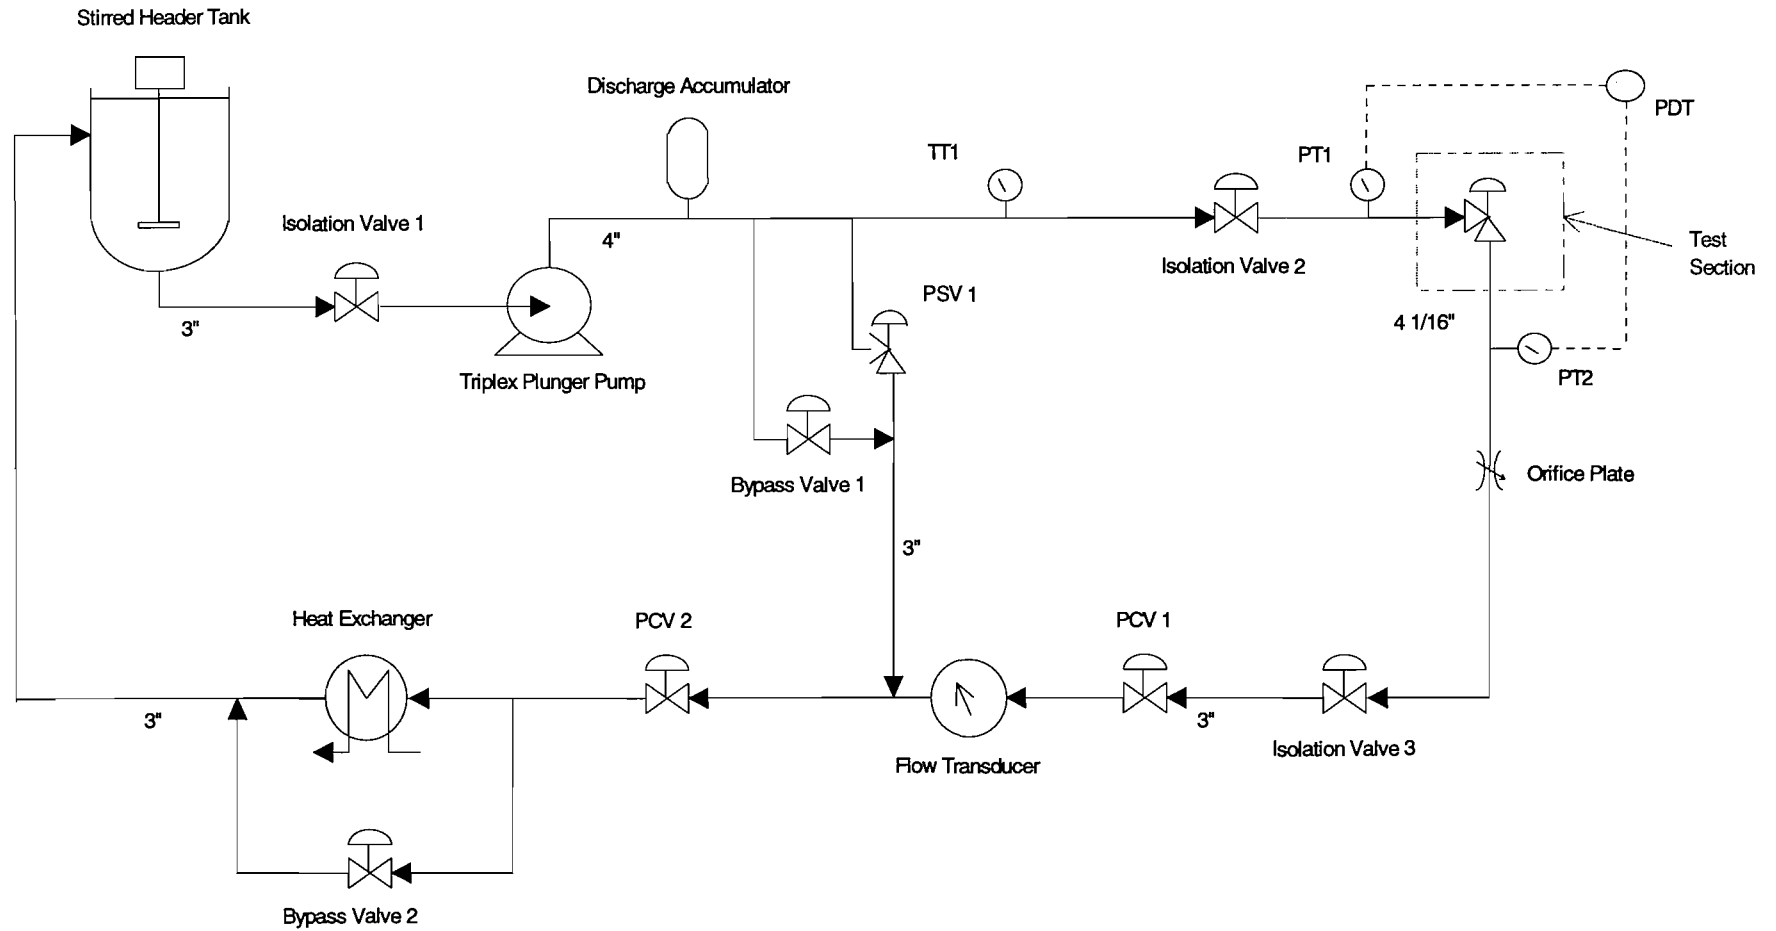 Stirred Header Tank
Discharge Accumulator
PDT
TT1
PT1
Isolation Valve 1
4"
Test
Section
Isolation Valve 2
PSV 1
3"
4 1/16"
Triplex Plunger Pump
PT2
Bypass Valve 1
Orifice Plate
3"
Heat Exchanger
PCV 2
PCV 1
3"
3"
Isolation Valve 3
Flow Transducer
Bypass Valve 2